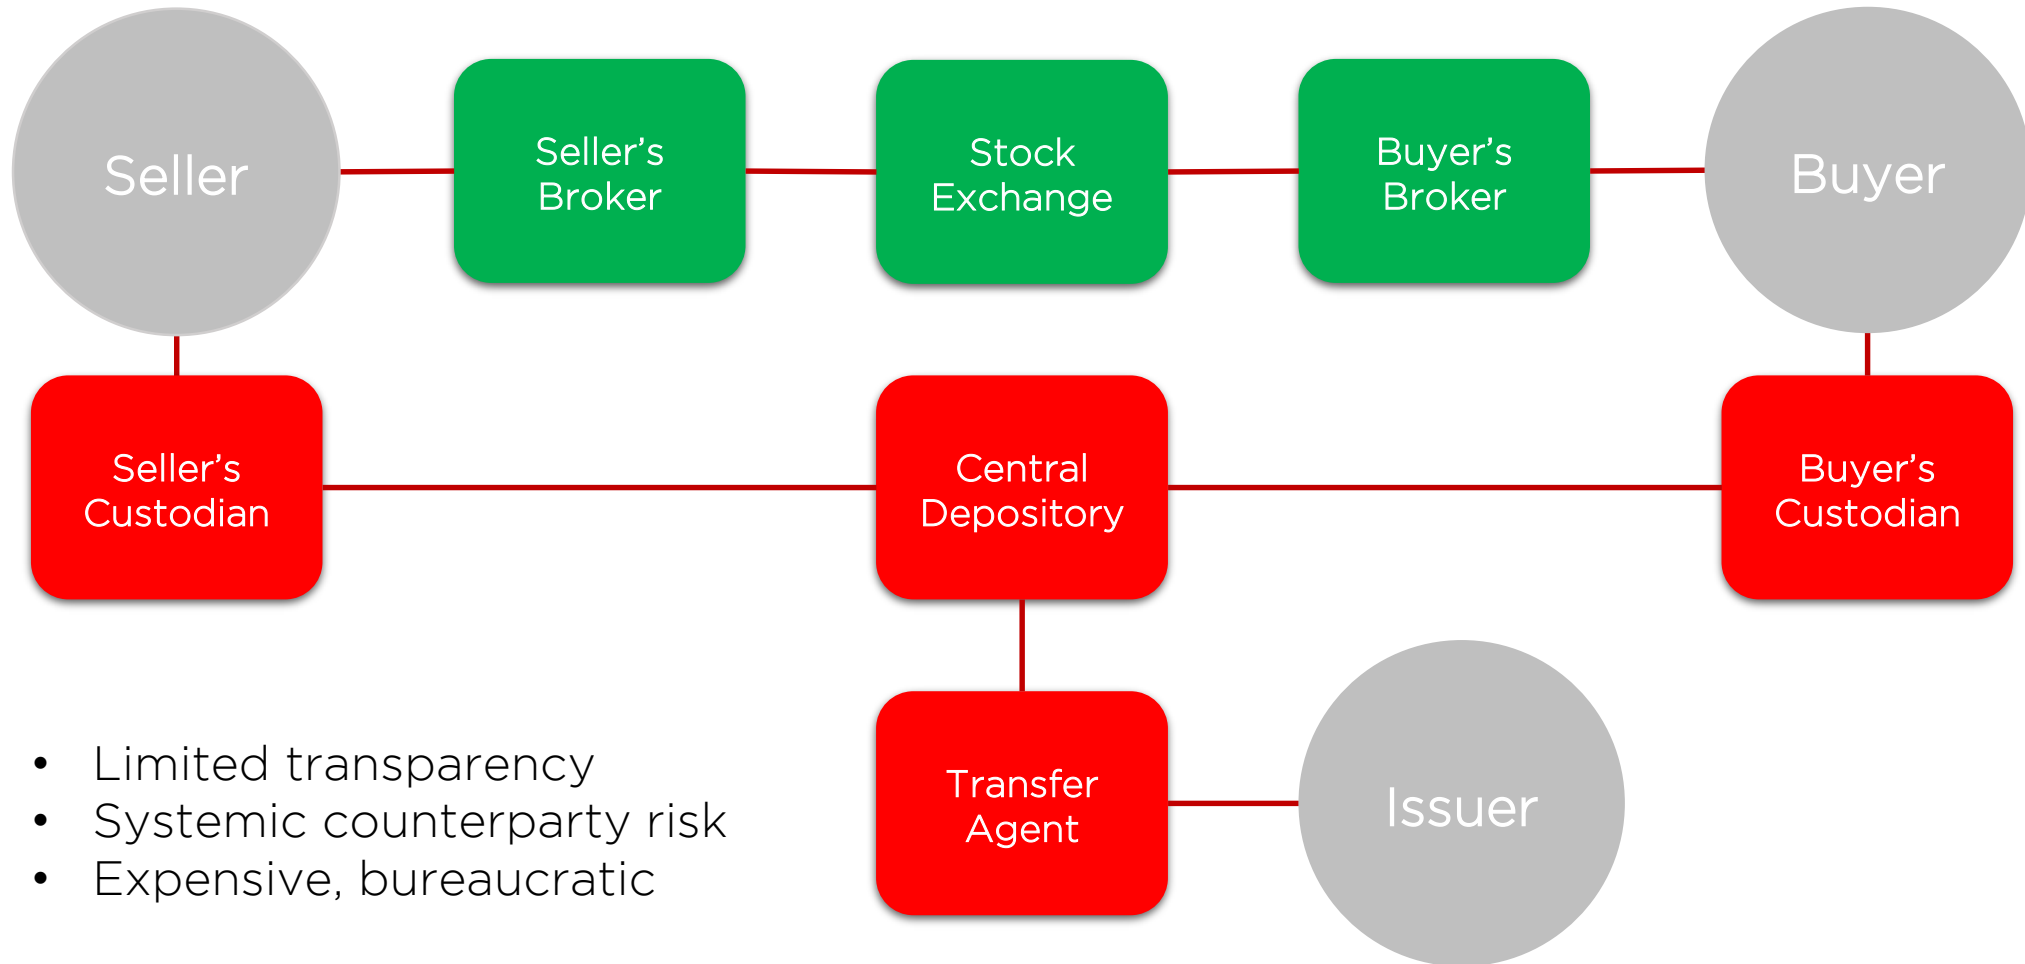 Seller
Seller’s
Broker
Stock
Exchange
Buyer’s
Broker
Buyer
Seller’s
Custodian
Central
Depository
Buyer’s
Custodian
• Limited transparency
• Systemic counterparty risk
• Expensive, bureaucratic
Transfer
Agent
Issuer